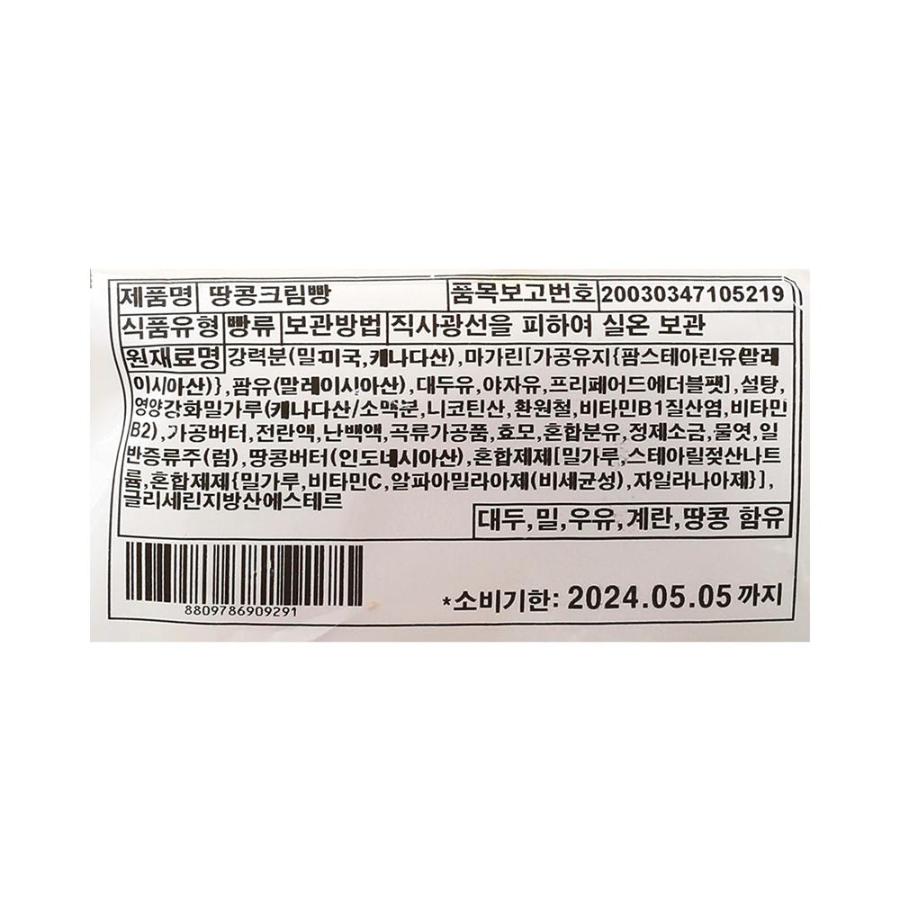 제품명 땅콩크림빵 품목보고번호 20030347105219
식품유형 빵류 보관방법 직사광선을 피하여 실온 보관
원재료명 강력분(밀:미국,캐나다산),마가린[가공유지{팜스테아린유(말레
이시아산)},팜유(말레이시아산),대두유,야자유,프리페어드에더블팻],설탕,
영양강화밀가루(캐나다산/소맥분,니코틴산,환원철,비타민B1질산염,비타민
B2),가공버터,전란액,난백액,곡류가공품,효모,혼합분유,정제소금,물엿,일
반증류주(럼),땅콩버터(인도네시아산),혼합제제[밀가루,스테아릴젖산나트
륨,혼합제제{밀가루,비타민C,알파아밀라아제(비세균성),자일라나아제}],
글리세린지방산에스테르
대두,밀,우유,계란,땅콩 함유
8809786909291
*소비기한: 2024.05.05 까지